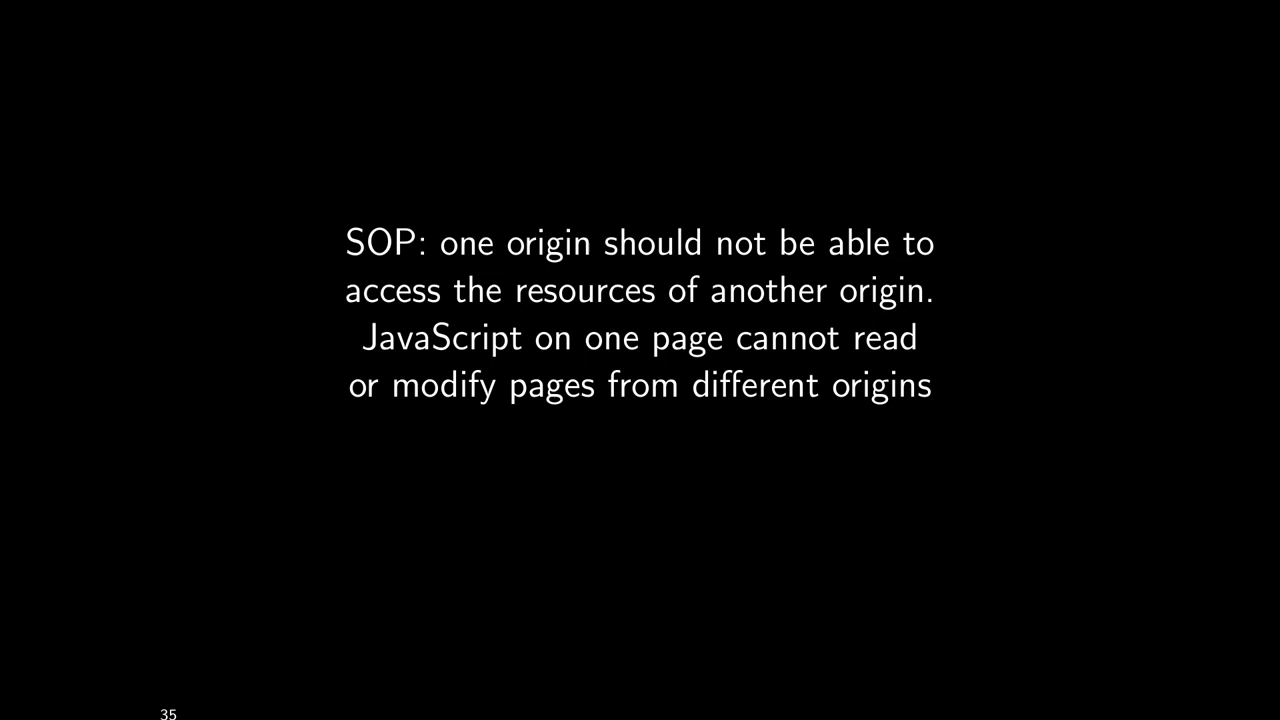 SOP: one origin should not be able to
access the resources of another origin.
JavaScript on one page cannot read
or modify pages from different origins
35